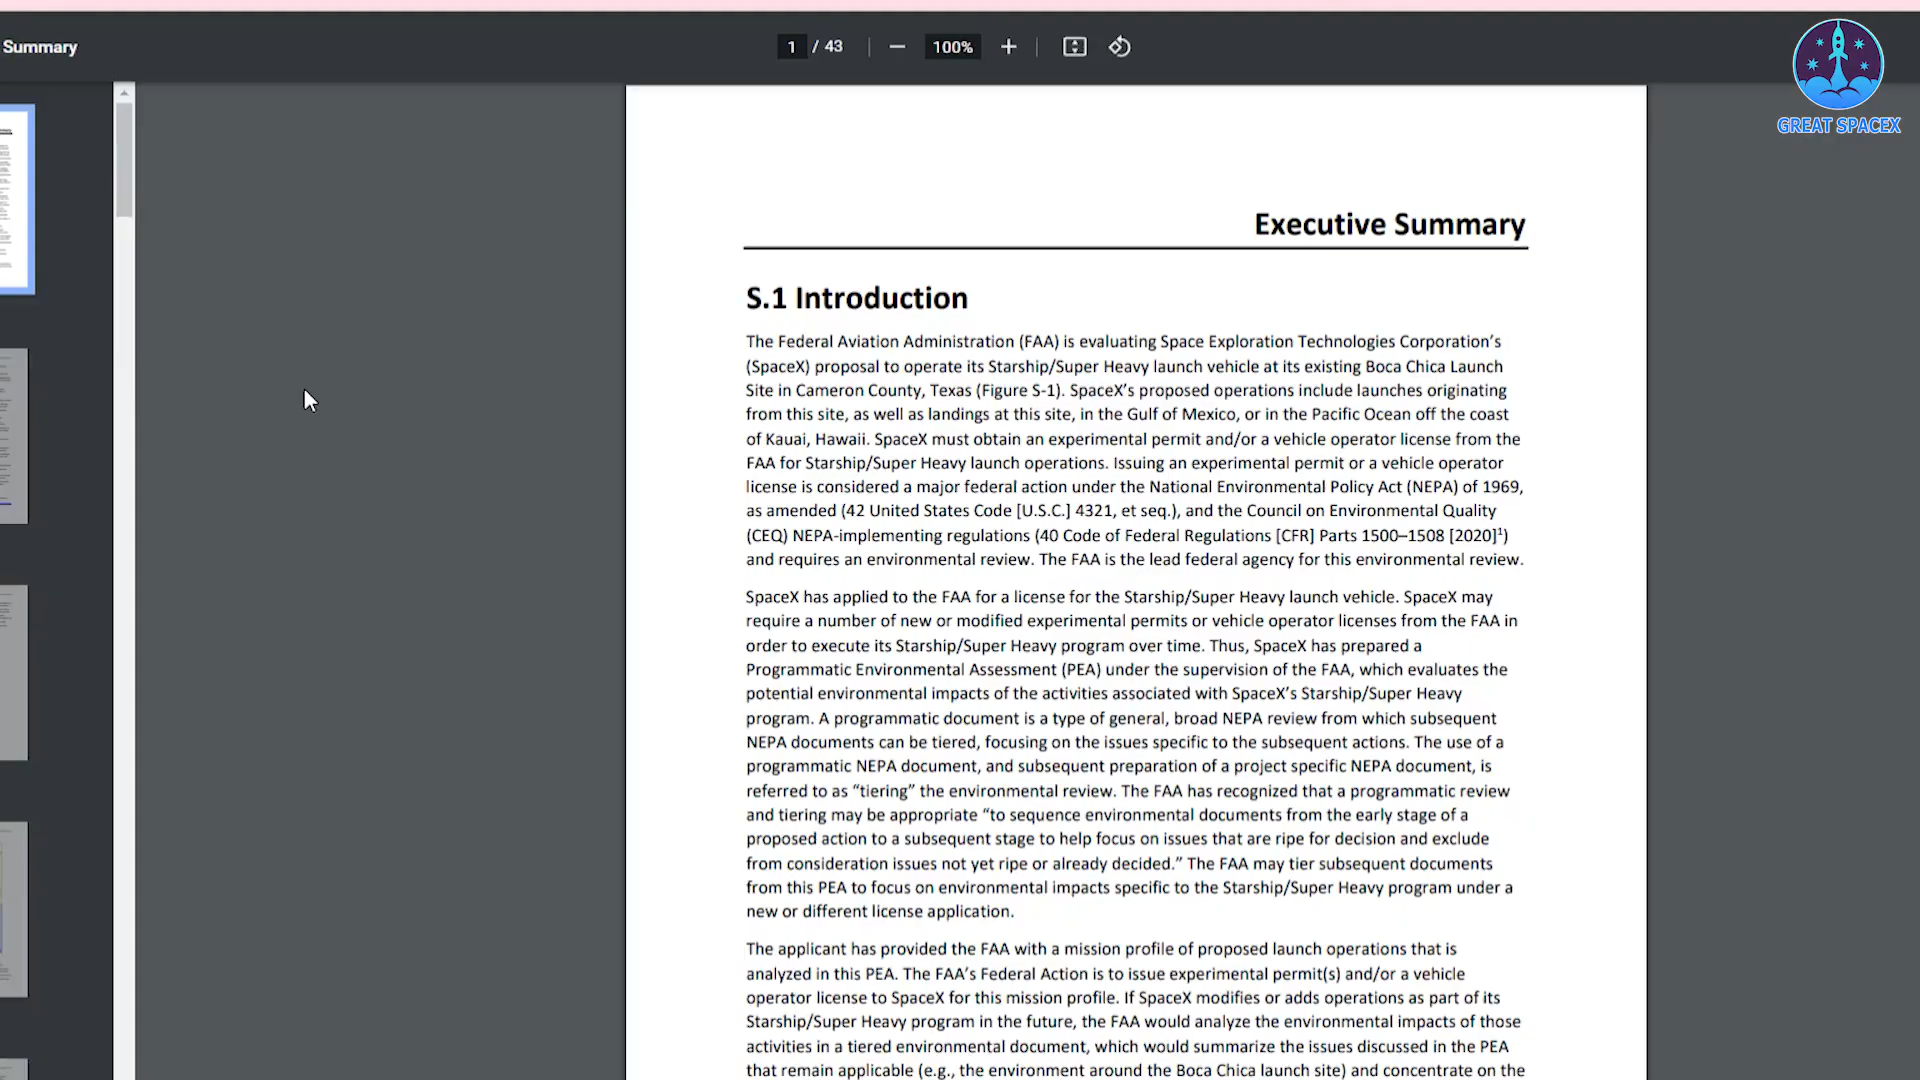 Summary
1 / 43
100%
GREAT SPACEX
Executive Summary
S.1 Introduction
The Federal Aviation Administration (FAA) is evaluating Space Exploration Technologies Corporation’s
(SpaceX) proposal to operate its Starship/Super Heavy launch vehicle at its existing Boca Chica Launch
Site in Cameron County, Texas (Figure S-1). SpaceX’s proposed operations include launches originating
from this site, as well as landings at this site, in the Gulf of Mexico, or in the Pacific Ocean off the coast
of Kauai, Hawaii. SpaceX must obtain an experimental permit and/or a vehicle operator license from the
FAA for Starship/Super Heavy launch operations. Issuing an experimental permit or a vehicle operator
license is considered a major federal action under the National Environmental Policy Act (NEPA) of 1969,
as amended (42 United States Code [U.S.C.] 4321, et seq.), and the Council on Environmental Quality
(CEQ) NEPA-implementing regulations (40 Code of Federal Regulations [CFR] Parts 1500–1508 [2020]¹)
and requires an environmental review. The FAA is the lead federal agency for this environmental review.
SpaceX has applied to the FAA for a license for the Starship/Super Heavy launch vehicle. SpaceX may
require a number of new or modified experimental permits or vehicle operator licenses from the FAA in
order to execute its Starship/Super Heavy program over time. Thus, SpaceX has prepared a
Programmatic Environmental Assessment (PEA) under the supervision of the FAA, which evaluates the
potential environmental impacts of the activities associated with SpaceX’s Starship/Super Heavy
program. A programmatic document is a type of general, broad NEPA review from which subsequent
NEPA documents can be tiered, focusing on the issues specific to the subsequent actions. The use of a
programmatic NEPA document, and subsequent preparation of a project specific NEPA document, is
referred to as “tiering” the environmental review. The FAA has recognized that a programmatic review
and tiering may be appropriate “to sequence environmental documents from the early stage of a
proposed action to a subsequent stage to help focus on issues that are ripe for decision and exclude
from consideration issues not yet ripe or already decided.” The FAA may tier subsequent documents
from this PEA to focus on environmental impacts specific to the Starship/Super Heavy program under a
new or different license application.
The applicant has provided the FAA with a mission profile of proposed launch operations that is
analyzed in this PEA. The FAA’s Federal Action is to issue experimental permit(s) and/or a vehicle
operator license to SpaceX for this mission profile. If SpaceX modifies or adds operations as part of its
Starship/Super Heavy program in the future, the FAA would analyze the environmental impacts of those
activities in a tiered environmental document, which would summarize the issues discussed in the PEA
that remain applicable (e.g., the environment around the Boca Chica launch site) and concentrate on the